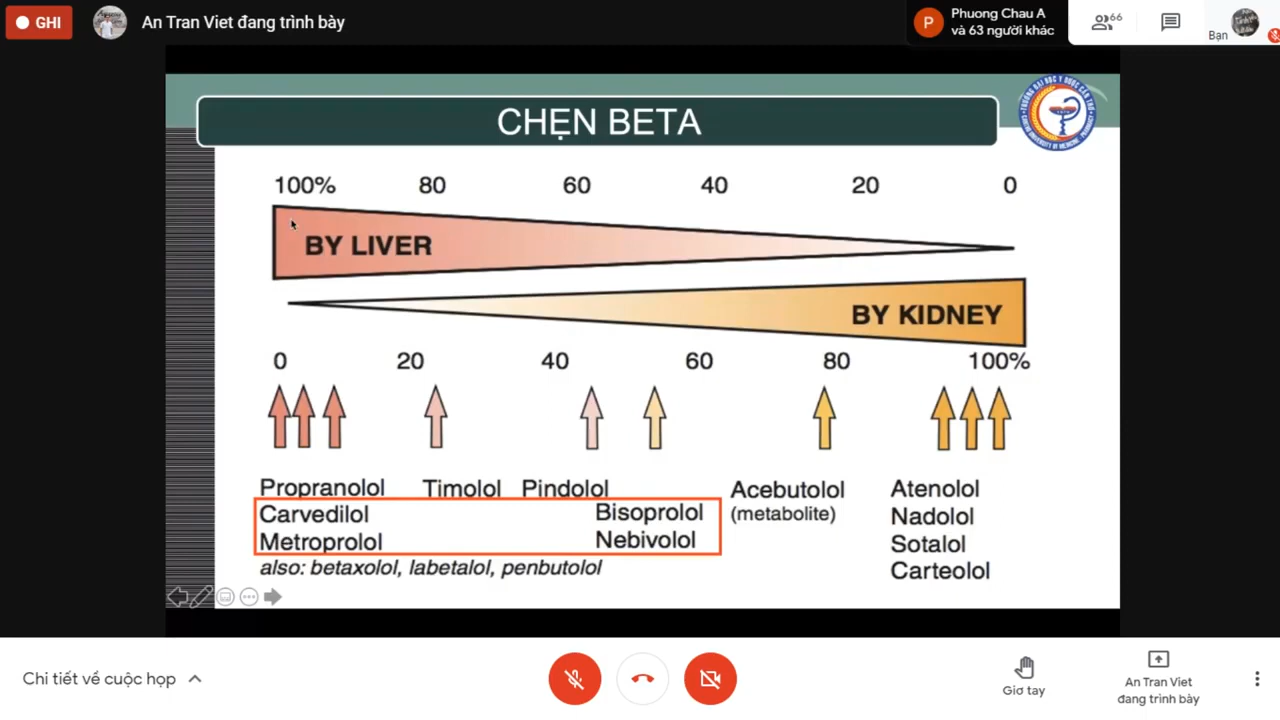 GHI
An Tran Viet đang trình bày
P
Phuong Chau A
và 63 người khác
66
Bạn
CHẸN BETA
100% 80 60 40 20 0
BY LIVER
BY KIDNEY
0 20 40 60 80 100%
Propranolol Timolol Pindolol Acebutolol Atenolol
Carvedilol Bisoprolol (metabolite) Nadolol
Metroprolol Nebivolol Sotalol
also: betaxolol, labetalol, penbutolol Carteolol
Chi tiết về cuộc họp
Giơ tay
An Tran Viet
đang trình bày